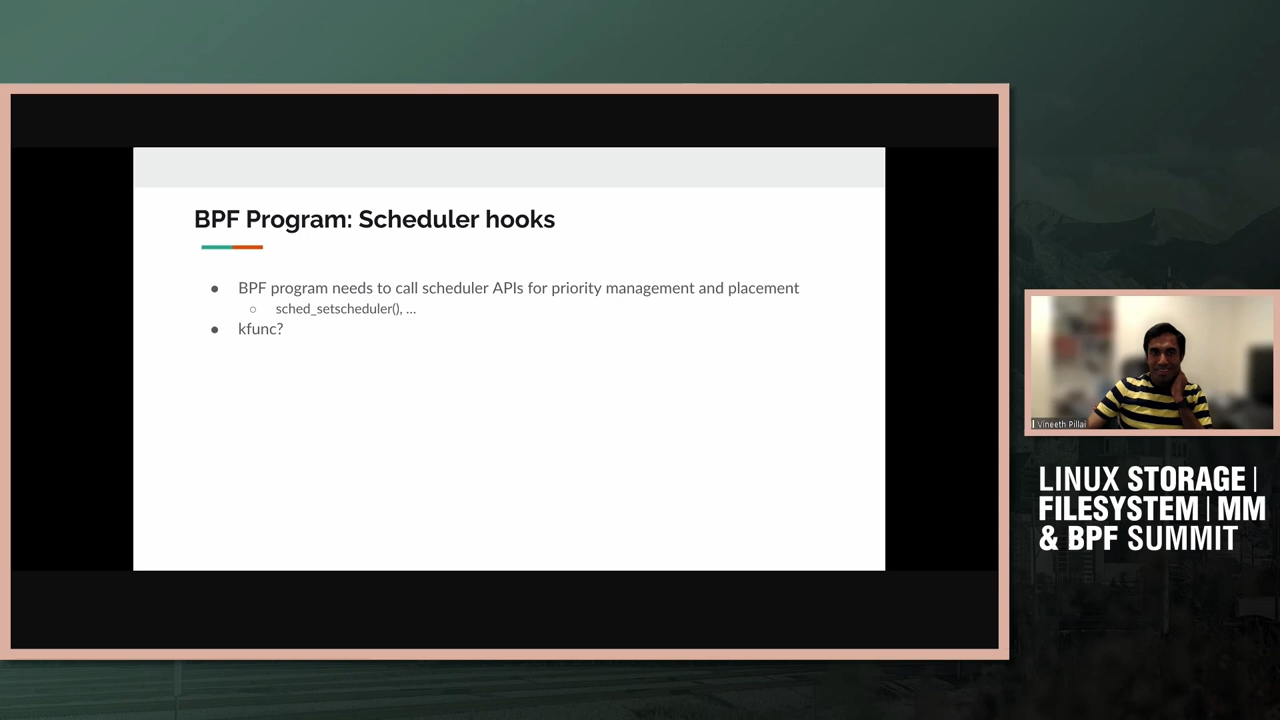 BPF Program: Scheduler hooks
● BPF program needs to call scheduler APIs for priority management and placement
○ sched_setscheduler(), ...
● kfunc?
Vineeth Pillai
LINUX STORAGE |
FILESYSTEM | MM
& BPF SUMMIT